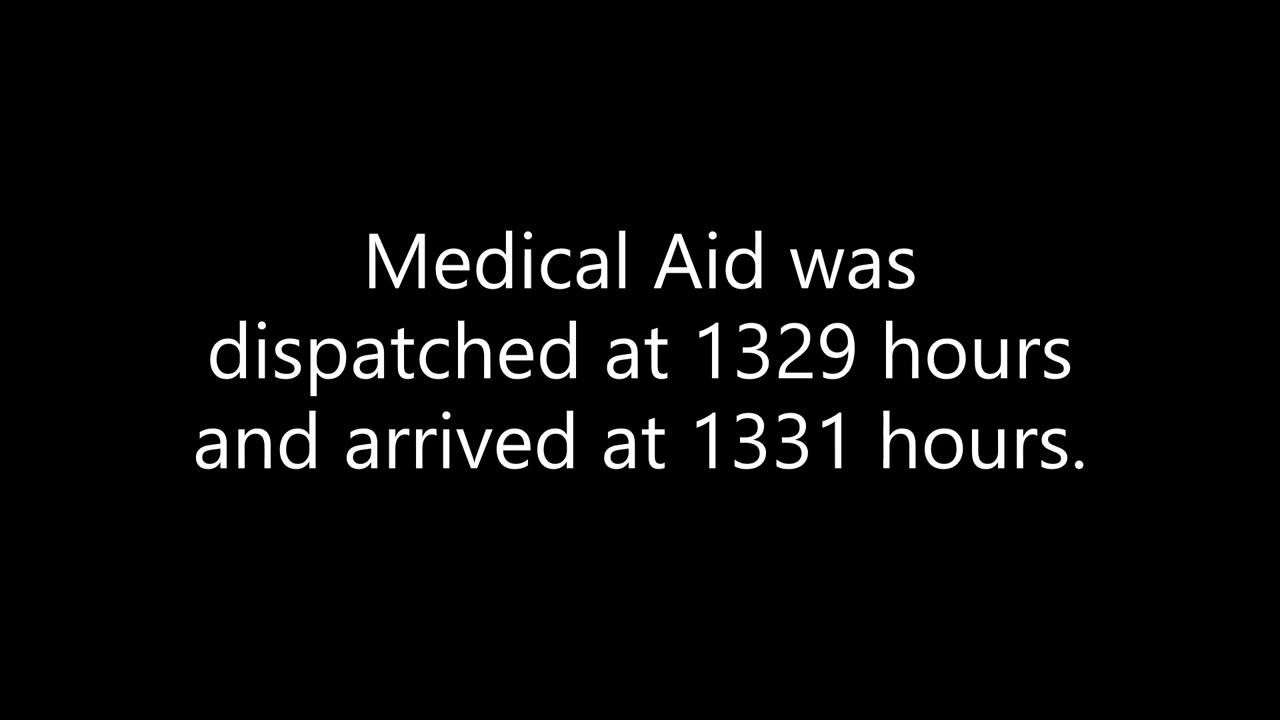 Medical Aid was
dispatched at 1329 hours
and arrived at 1331 hours.